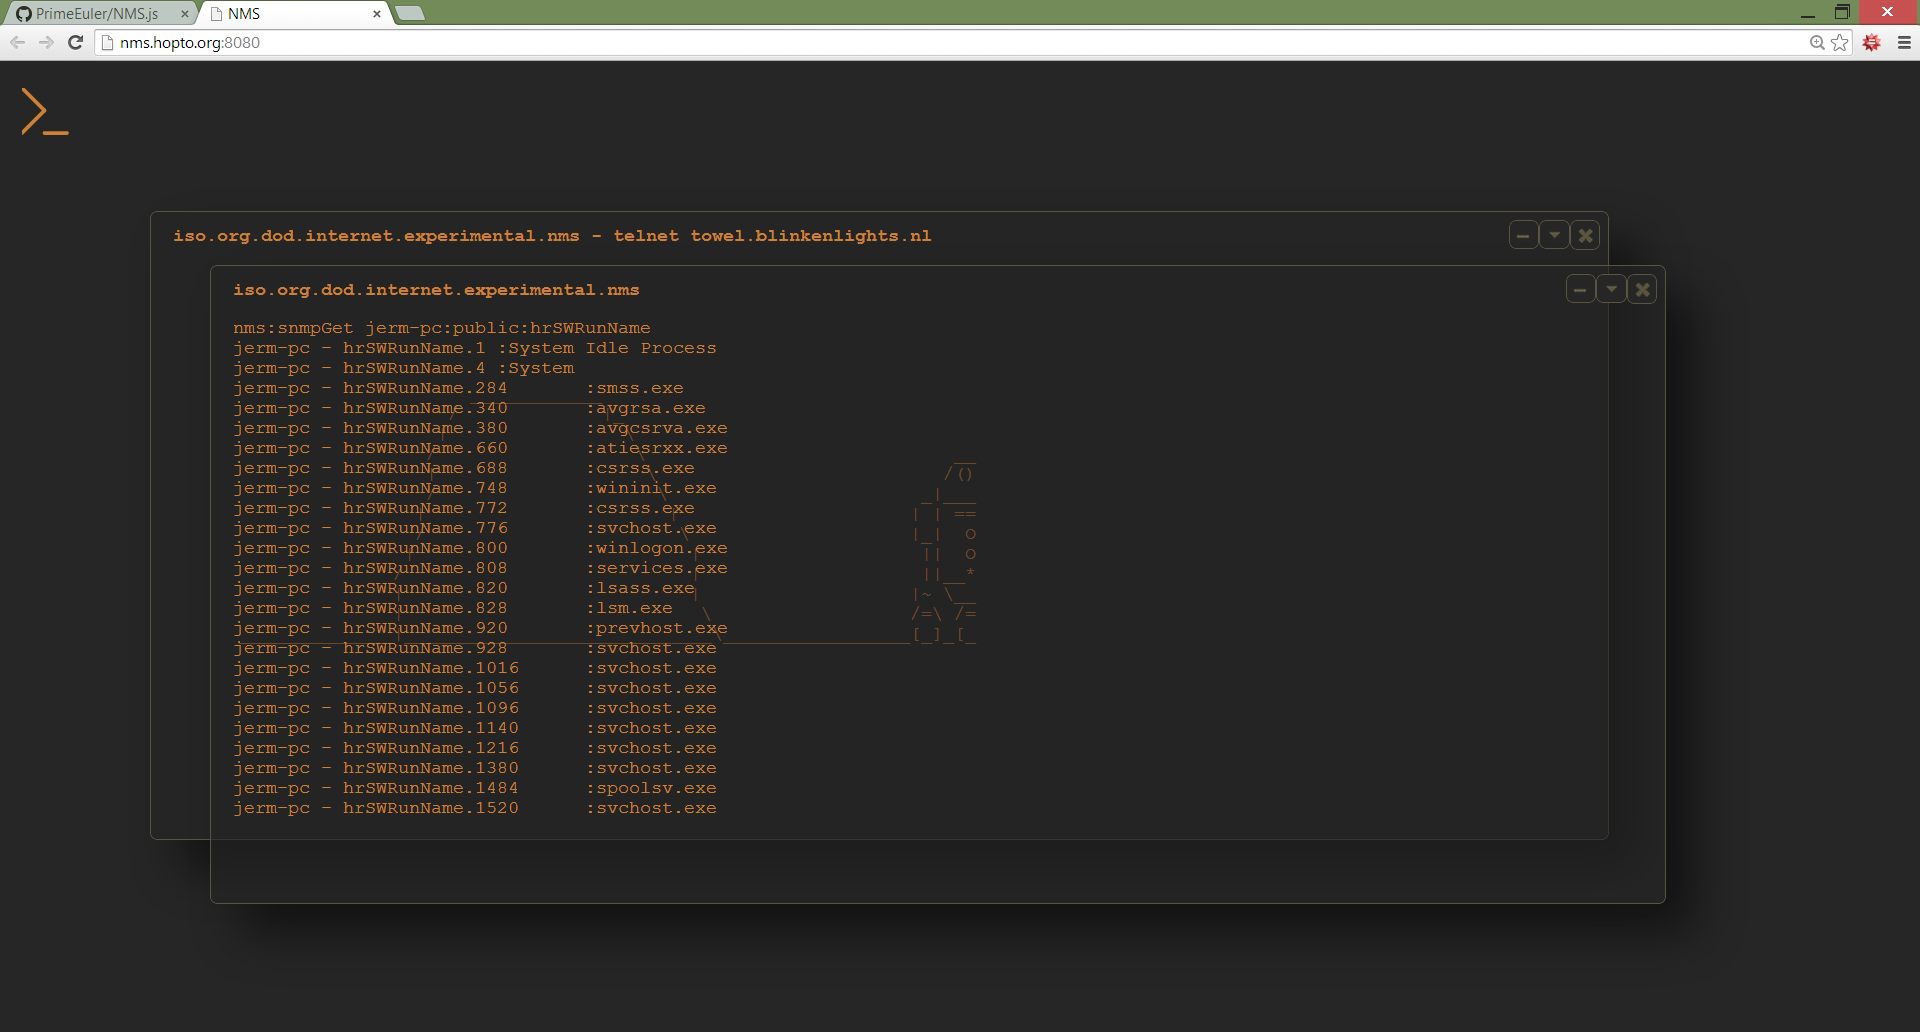 PrimeEuler/NMS.js
NMS
nms.hopto.org:8080
iso.org.dod.internet.experimental.nms - telnet towel.blinkenlights.nl
iso.org.dod.internet.experimental.nms
nms:snmpGet jerm-pc:public:hrSWRunName
jerm-pc - hrSWRunName.1 :System Idle Process
jerm-pc - hrSWRunName.4 :System
jerm-pc - hrSWRunName.284 :smss.exe
jerm-pc - hrSWRunName.340 :avgrsa.exe
jerm-pc - hrSWRunName.380 :avgcsrva.exe
jerm-pc - hrSWRunName.660 :atiesrxx.exe
jerm-pc - hrSWRunName.688 :csrss.exe
jerm-pc - hrSWRunName.748 :wininit.exe
jerm-pc - hrSWRunName.772 :csrss.exe
jerm-pc - hrSWRunName.776 :svchost.exe
jerm-pc - hrSWRunName.800 :winlogon.exe
jerm-pc - hrSWRunName.808 :services.exe
jerm-pc - hrSWRunName.820 :lsass.exe
jerm-pc - hrSWRunName.828 :lsm.exe
jerm-pc - hrSWRunName.920 :prevhost.exe
jerm-pc - hrSWRunName.928 :svchost.exe
jerm-pc - hrSWRunName.1016 :svchost.exe
jerm-pc - hrSWRunName.1056 :svchost.exe
jerm-pc - hrSWRunName.1096 :svchost.exe
jerm-pc - hrSWRunName.1140 :svchost.exe
jerm-pc - hrSWRunName.1216 :svchost.exe
jerm-pc - hrSWRunName.1380 :svchost.exe
jerm-pc - hrSWRunName.1484 :spoolsv.exe
jerm-pc - hrSWRunName.1520 :svchost.exe